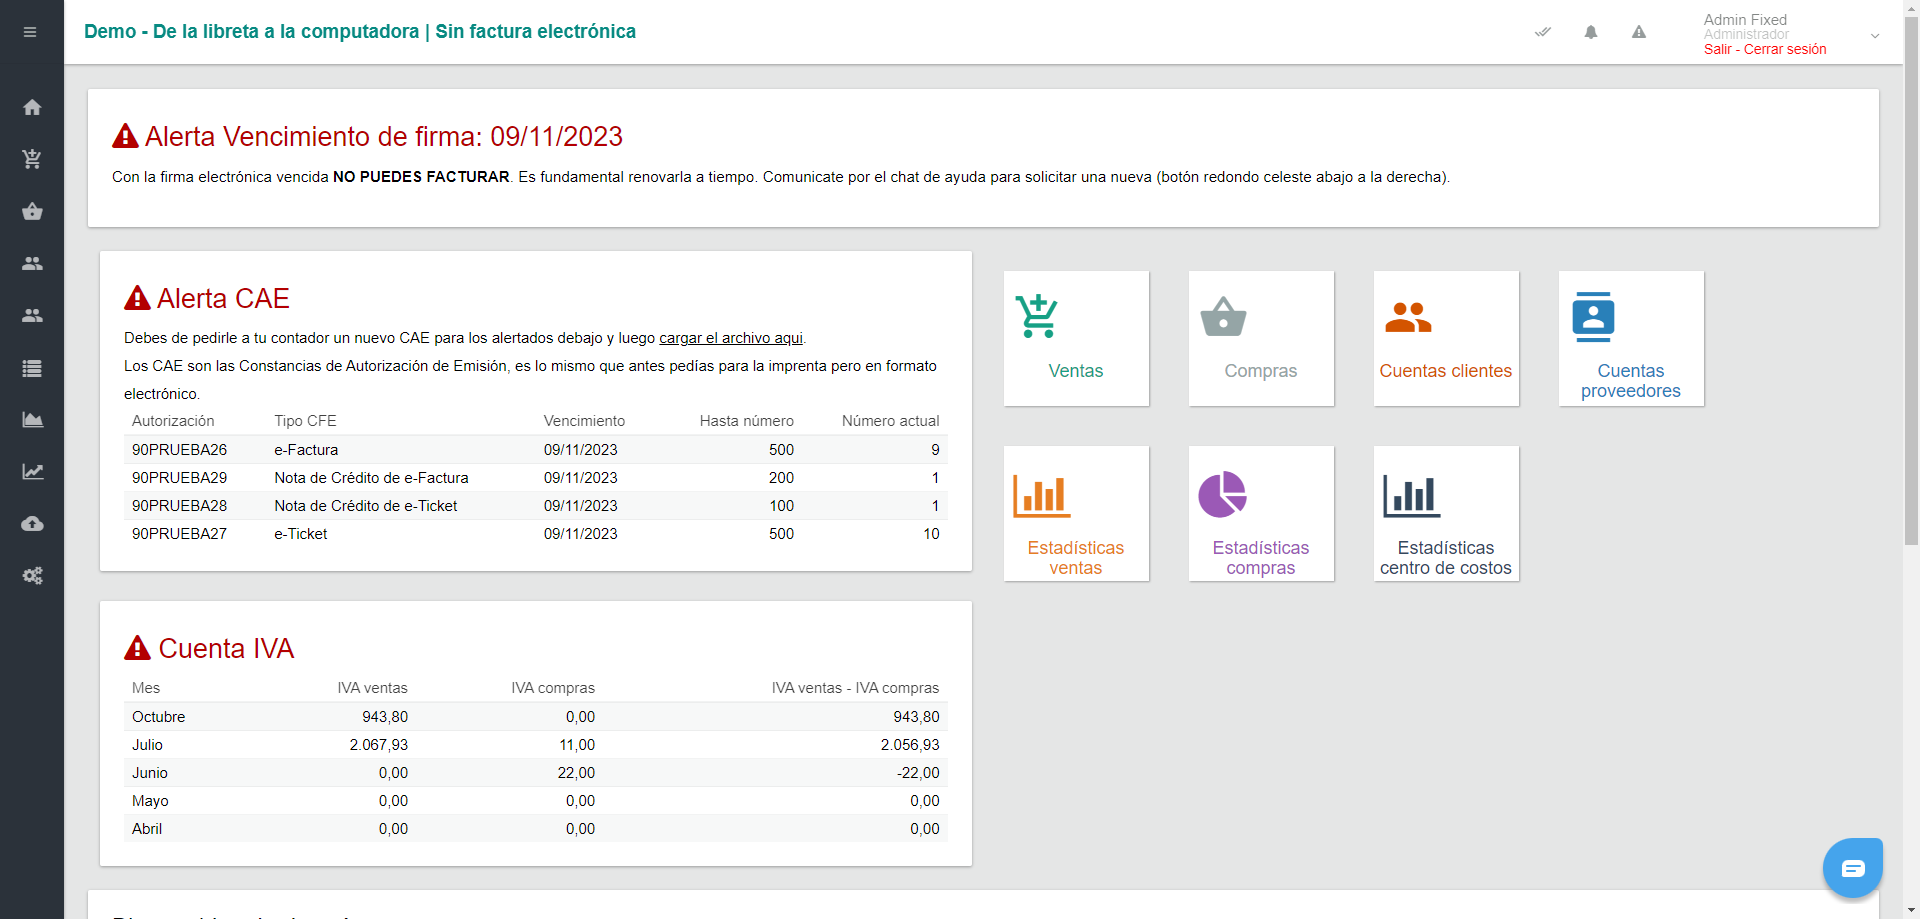 Demo - De la libreta a la computadora | Sin factura electrónica
Admin Fixed
Administrador
Salir - Cerrar sesión
Alerta Vencimiento de firma: 09/11/2023
Con la firma electrónica vencida NO PUEDES FACTURAR. Es fundamental renovarla a tiempo. Comunicate por el chat de ayuda para solicitar una nueva (botón redondo celeste abajo a la derecha).
Alerta CAE
Debes de pedirle a tu contador un nuevo CAE para los alertados debajo y luego cargar el archivo aqui.
Los CAE son las Constancias de Autorización de Emisión, es lo mismo que antes pedías para la imprenta pero en formato
electrónico.
Autorización Tipo CFE Vencimiento Hasta número Número actual
90PRUEBA26 e-Factura 09/11/2023 500 9
90PRUEBA29 Nota de Crédito de e-Factura 09/11/2023 200 1
90PRUEBA28 Nota de Crédito de e-Ticket 09/11/2023 100 1
90PRUEBA27 e-Ticket 09/11/2023 500 10
Ventas
Compras
Cuentas clientes
Cuentas
proveedores
Estadísticas
ventas
Estadísticas
compras
Estadísticas
centro de costos
Cuenta IVA
Mes IVA ventas IVA compras IVA ventas - IVA compras
Octubre 943,80 0,00 943,80
Julio 2.067,93 11,00 2.056,93
Junio 0,00 22,00 -22,00
Mayo 0,00 0,00 0,00
Abril 0,00 0,00 0,00